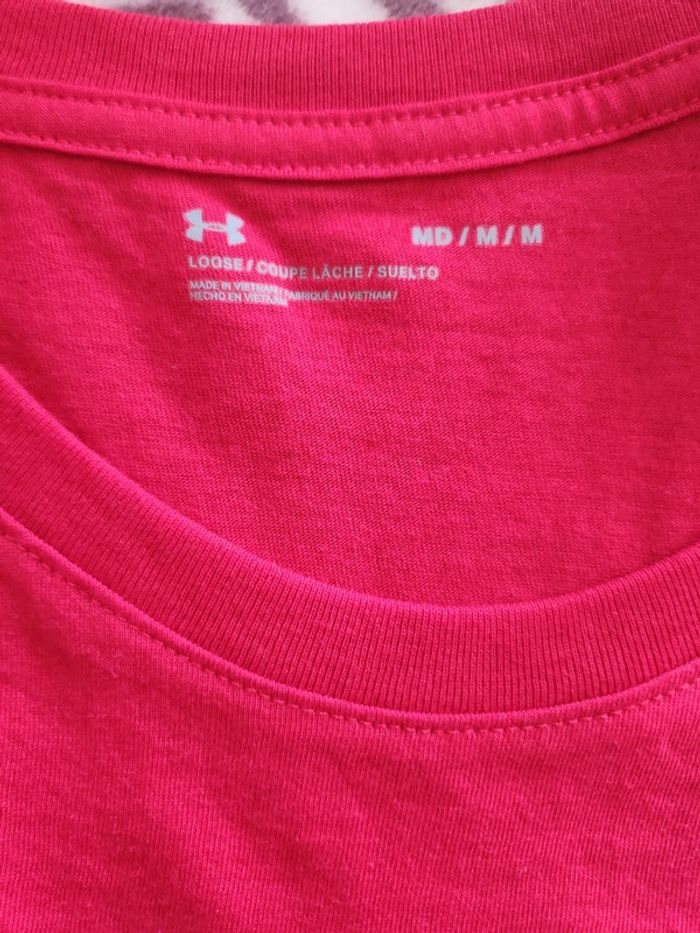 MD / M / M
LOOSE / COUPE LÂCHE / SUELTO
MADE IN VIETNAM / FABRIQUÉ AU VIETNAM /
HECHO EN VIETNAM